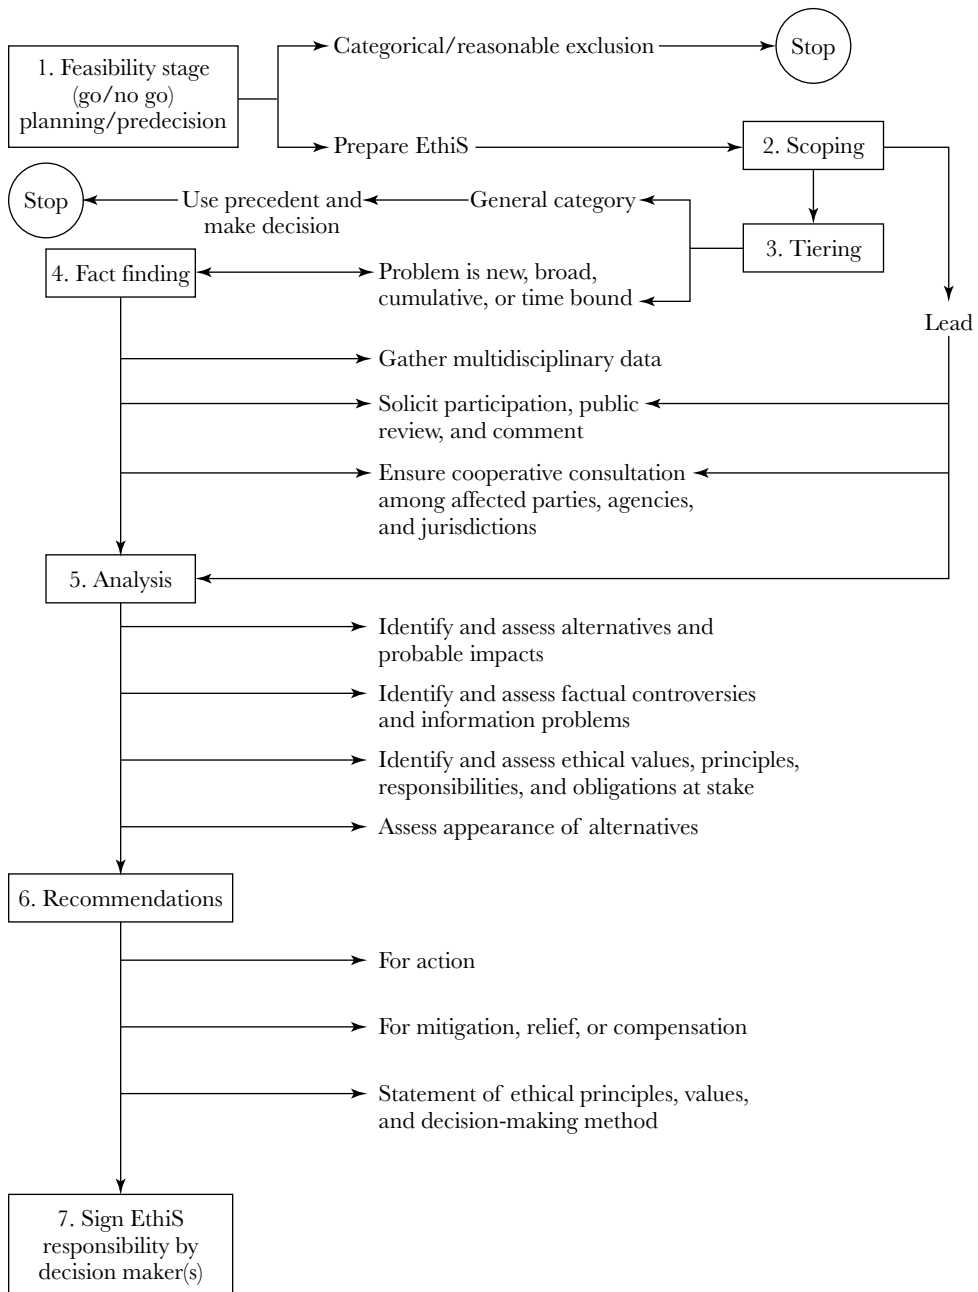 Categorical/reasonable exclusion
Stop
1. Feasibility stage
(go/no go)
planning/predecision
Prepare EthiS
2. Scoping
Stop
Use precedent and
make decision
General category
3. Tiering
4. Fact finding
Problem is new, broad,
cumulative, or time bound
Lead
Gather multidisciplinary data
Solicit participation, public
review, and comment
Ensure cooperative consultation
among affected parties, agencies,
and jurisdictions
5. Analysis
Identify and assess alternatives and
probable impacts
Identify and assess factual controversies
and information problems
Identify and assess ethical values, principles,
responsibilities, and obligations at stake
Assess appearance of alternatives
6. Recommendations
For action
For mitigation, relief, or compensation
Statement of ethical principles, values,
and decision-making method
7. Sign EthiS
responsibility by
decision maker(s)